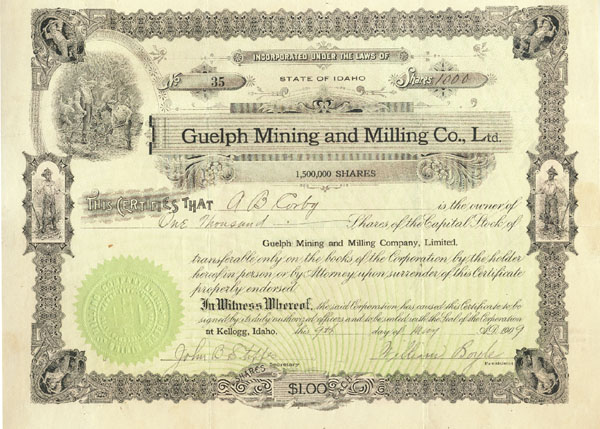 INCORPORATED UNDER THE LAWS OF
No 35 STATE OF IDAHO Shares 1000
Guelph Mining and Milling Co., Ltd.
1,500,000 SHARES
THIS CERTIFIES THAT A B Corby is the owner of
One Thousand Shares of the Capital Stock of
Guelph Mining and Milling Company, Limited.
transferable only on the books of the Corporation by the holder
hereof in person or by Attorney upon surrender of this Certificate
properly endorsed.
In Witness Whereof, the said Corporation has caused this Certificate to be
signed by its duly authorized officers and to be sealed with the Seal of the Corporation
at Kellogg, Idaho. this 9th day of May A.D. 1909
John William Boyle
Secretary President
SHARES
$1.00